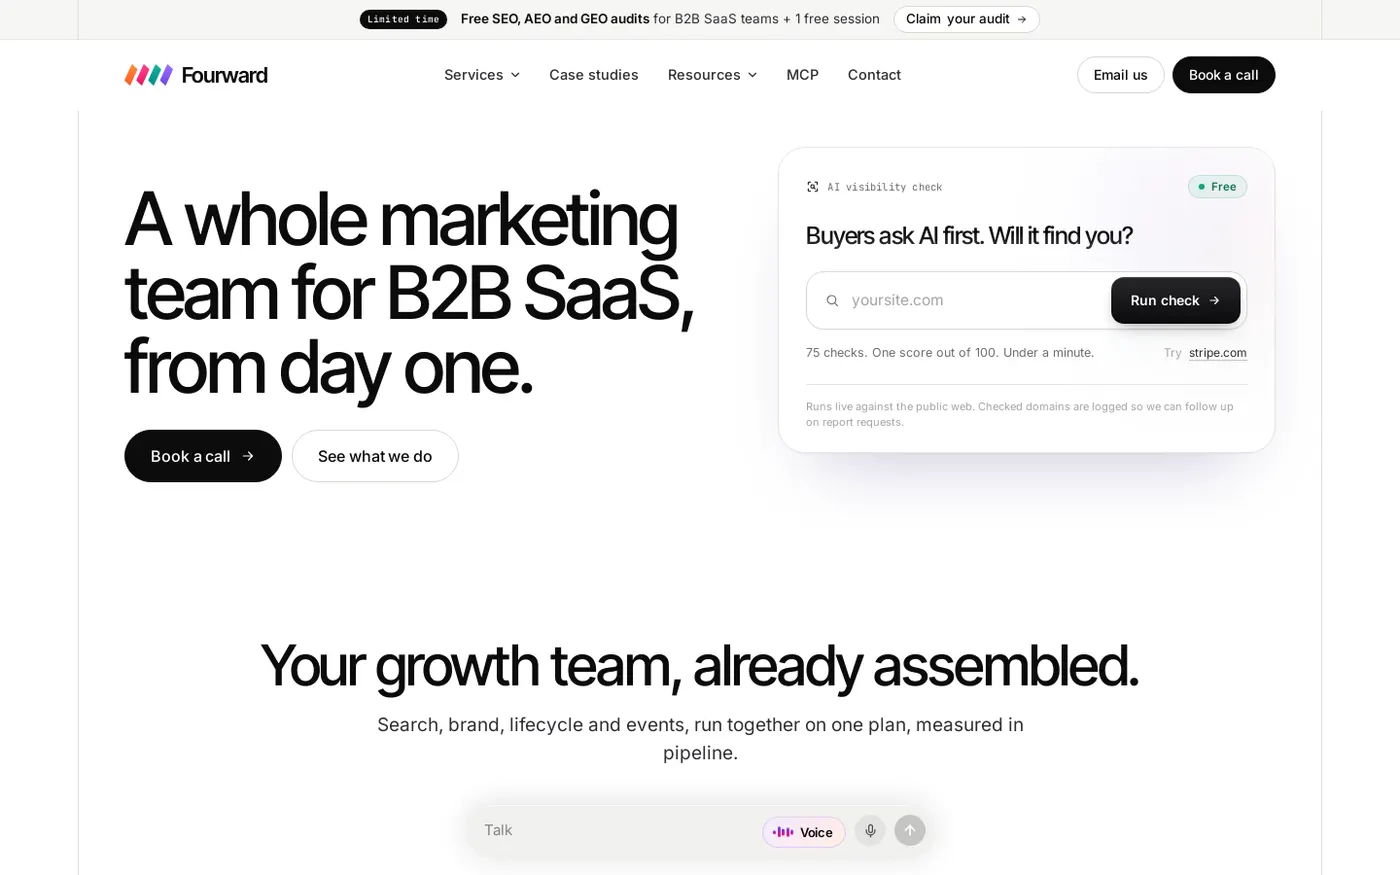 Limited time
Free SEO, AEO and GEO audits for B2B SaaS teams + 1 free session
Claim your audit →
Fourward
Services
Case studies
Resources
MCP
Contact
Email us
Book a call
A whole marketing
team for B2B SaaS,
from day one.
Book a call →
See what we do
AI visibility check
Free
Buyers ask AI first. Will it find you?
yoursite.com
Run check →
75 checks. One score out of 100. Under a minute.
Try stripe.com
Runs live against the public web. Checked domains are logged so we can follow up
on report requests.
Your growth team, already assembled.
Search, brand, lifecycle and events, run together on one plan, measured in
pipeline.
Talk
Voice